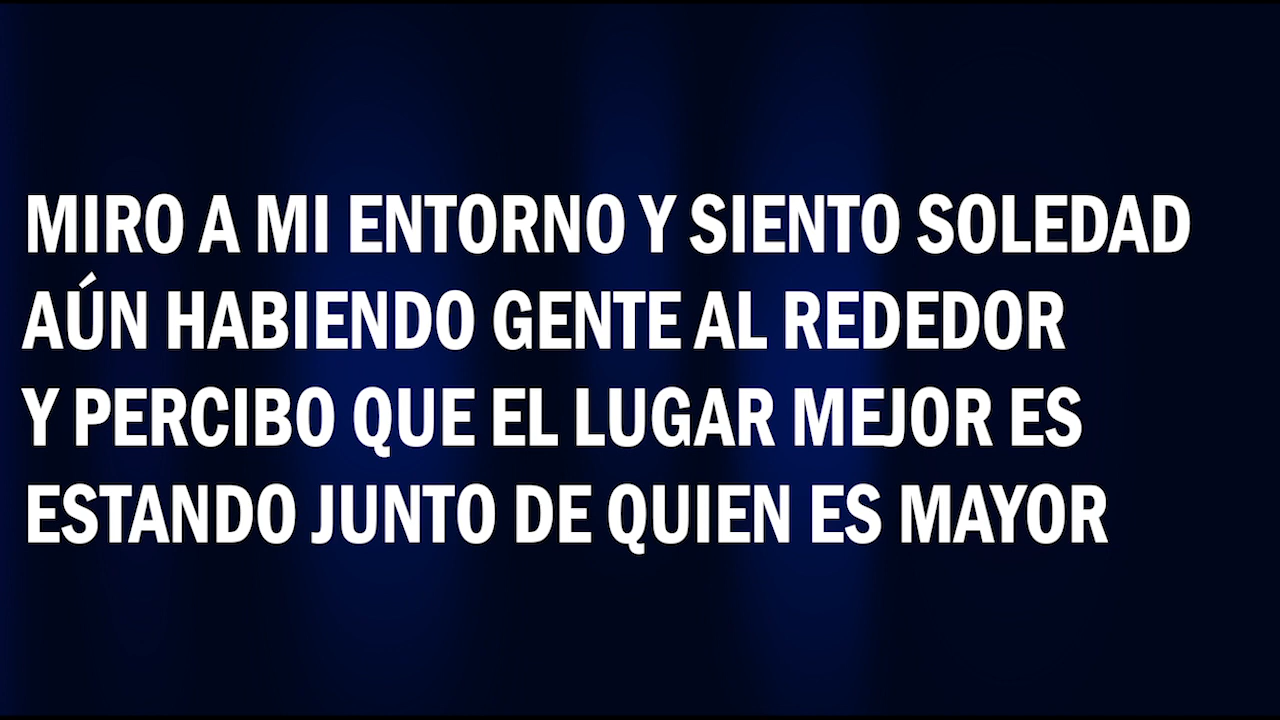 MIRO A MI ENTORNO Y SIENTO SOLEDAD
AÚN HABIENDO GENTE AL REDEDOR
Y PERCIBO QUE EL LUGAR MEJOR ES
ESTANDO JUNTO DE QUIEN ES MAYOR